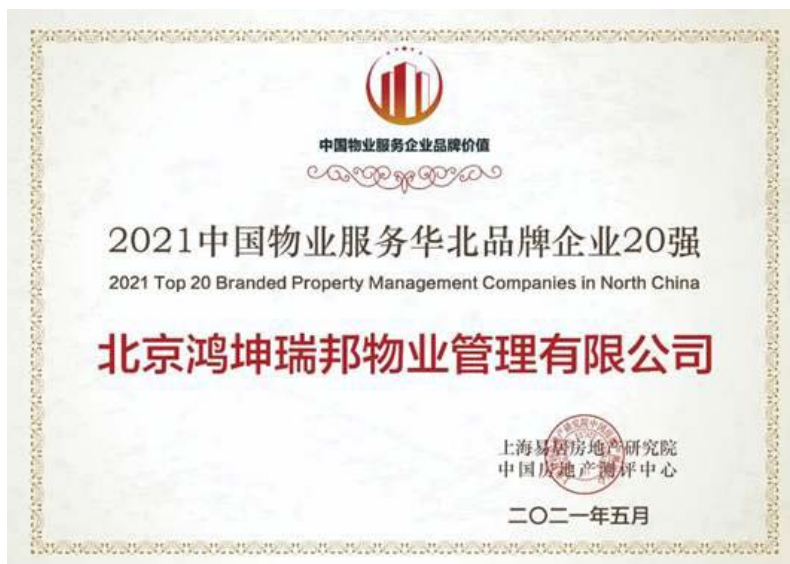 中国物业服务企业品牌价值
2021中国物业服务华北品牌企业20强
2021 Top 20 Branded Property Management Companies in North China
北京鸿坤瑞邦物业管理有限公司
上海易居房地产研究院
中国房地产测评中心
二〇二一年五月